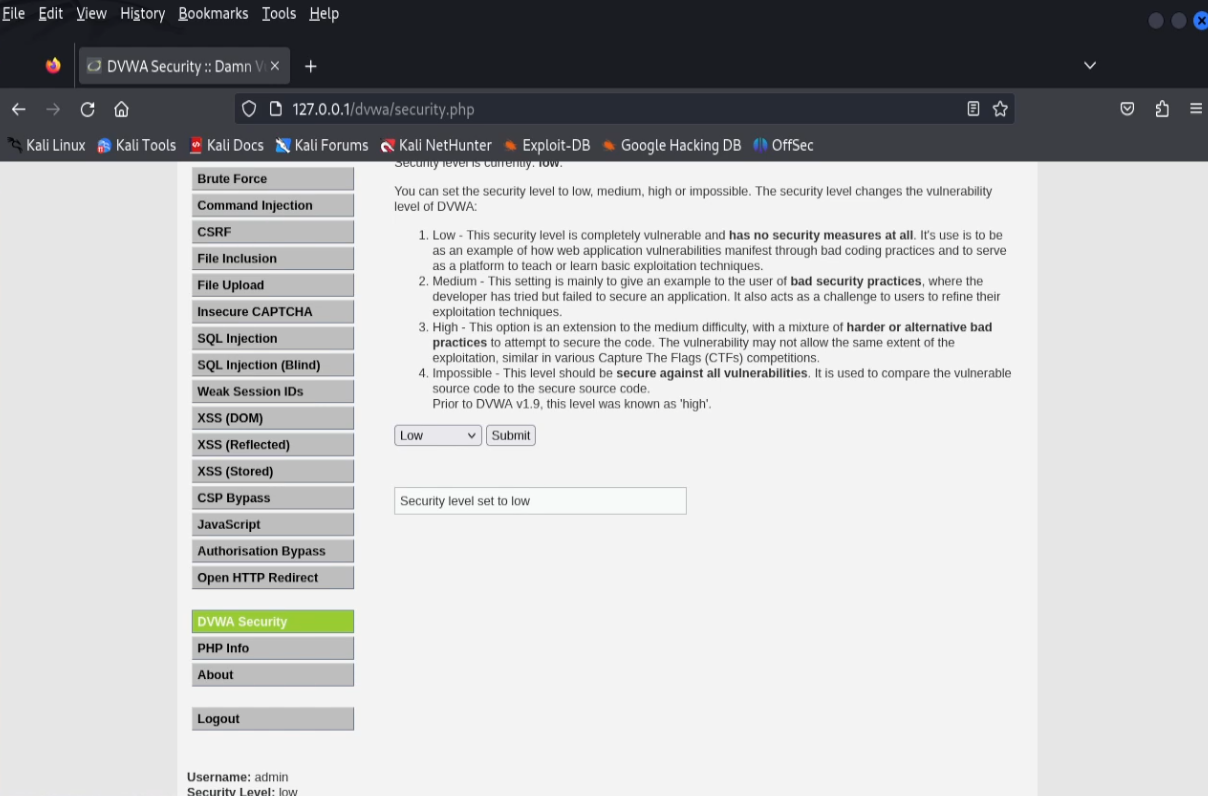 File Edit View History Bookmarks Tools Help
DVWA Security :: Damn V
127.0.0.1/dvwa/security.php
Kali Linux Kali Tools Kali Docs Kali Forums Kali NetHunter Exploit-DB Google Hacking DB OffSec
Brute Force
Command Injection
CSRF
File Inclusion
File Upload
Insecure CAPTCHA
SQL Injection
SQL Injection (Blind)
Weak Session IDs
XSS (DOM)
XSS (Reflected)
XSS (Stored)
CSP Bypass
JavaScript
Authorisation Bypass
Open HTTP Redirect
DVWA Security
PHP Info
About
Logout
Username: admin
Security Level: low
Security level is currently: low.
You can set the security level to low, medium, high or impossible. The security level changes the vulnerability
level of DVWA:
1. Low - This security level is completely vulnerable and has no security measures at all. It's use is to be
as an example of how web application vulnerabilities manifest through bad coding practices and to serve
as a platform to teach or learn basic exploitation techniques.
2. Medium - This setting is mainly to give an example to the user of bad security practices, where the
developer has tried but failed to secure an application. It also acts as a challenge to users to refine their
exploitation techniques.
3. High - This option is an extension to the medium difficulty, with a mixture of harder or alternative bad
practices to attempt to secure the code. The vulnerability may not allow the same extent of the
exploitation, similar in various Capture The Flags (CTFs) competitions.
4. Impossible - This level should be secure against all vulnerabilities. It is used to compare the vulnerable
source code to the secure source code.
Prior to DVWA v1.9, this level was known as 'high'.
Low Submit
Security level set to low